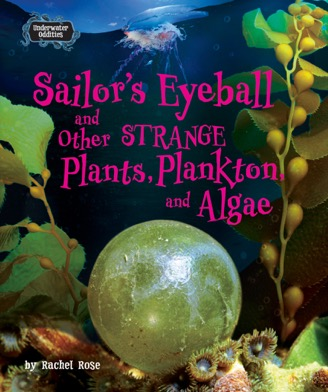 Underwater
Oddities
Sailor's Eyeball
and
Other STRANGE
Plants, Plankton,
and Algae
by Rachel Rose